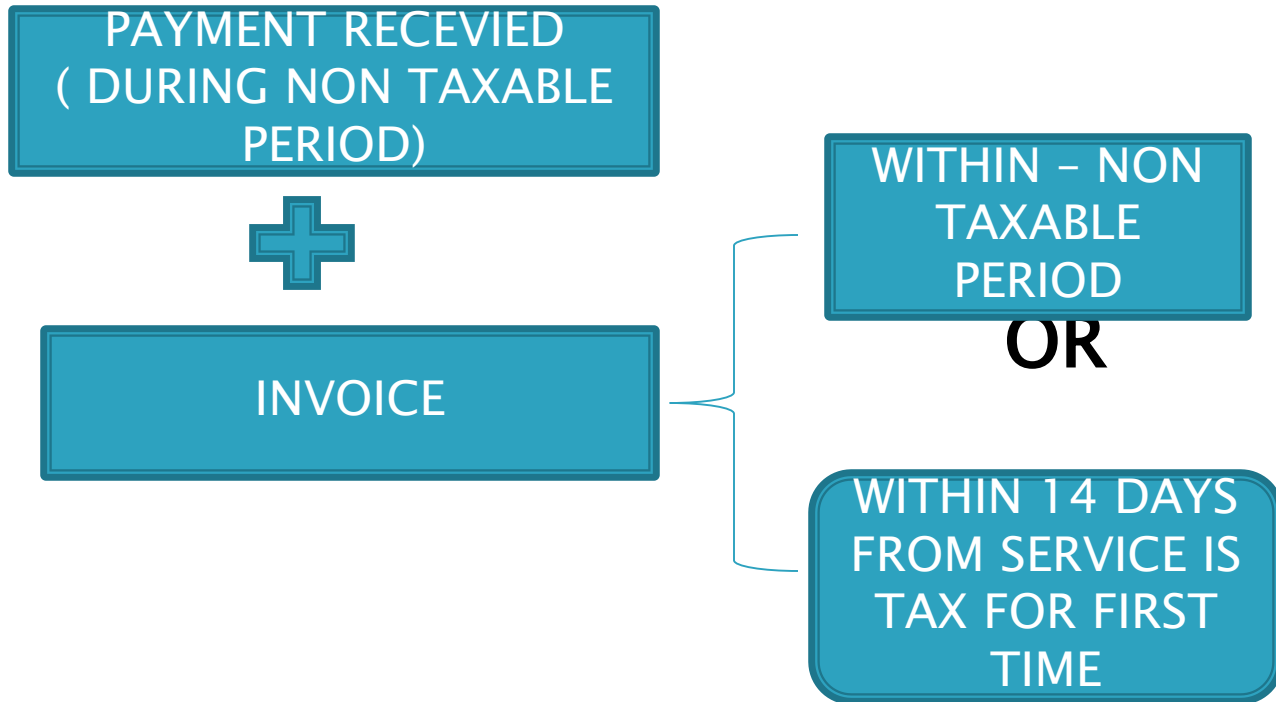 PAYMENT RECEVIED
( DURING NON TAXABLE
PERIOD)
INVOICE
WITHIN – NON
TAXABLE
PERIOD
OR
WITHIN 14 DAYS
FROM SERVICE IS
TAX FOR FIRST
TIME